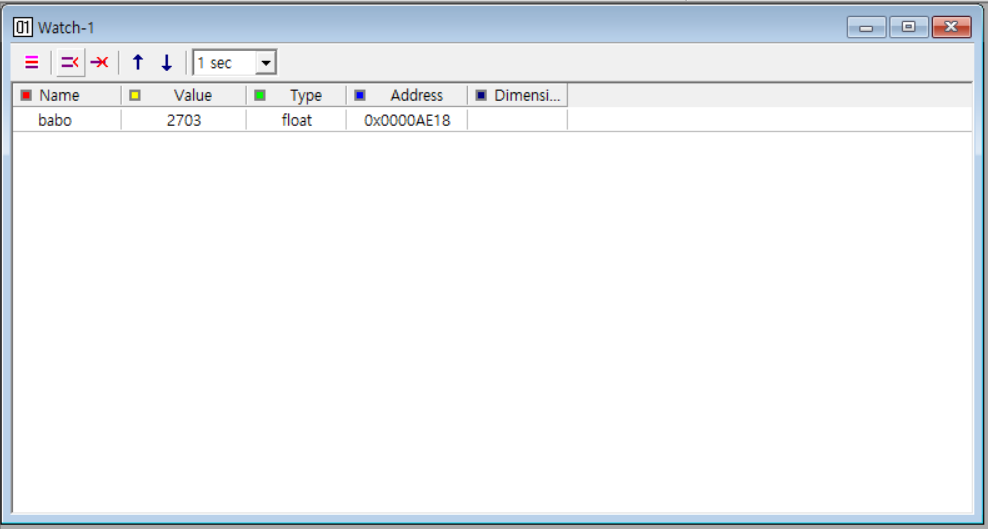 01 Watch-1
1 sec
Name Value Type Address Dimensi...
babo 2703 float 0x0000AE18